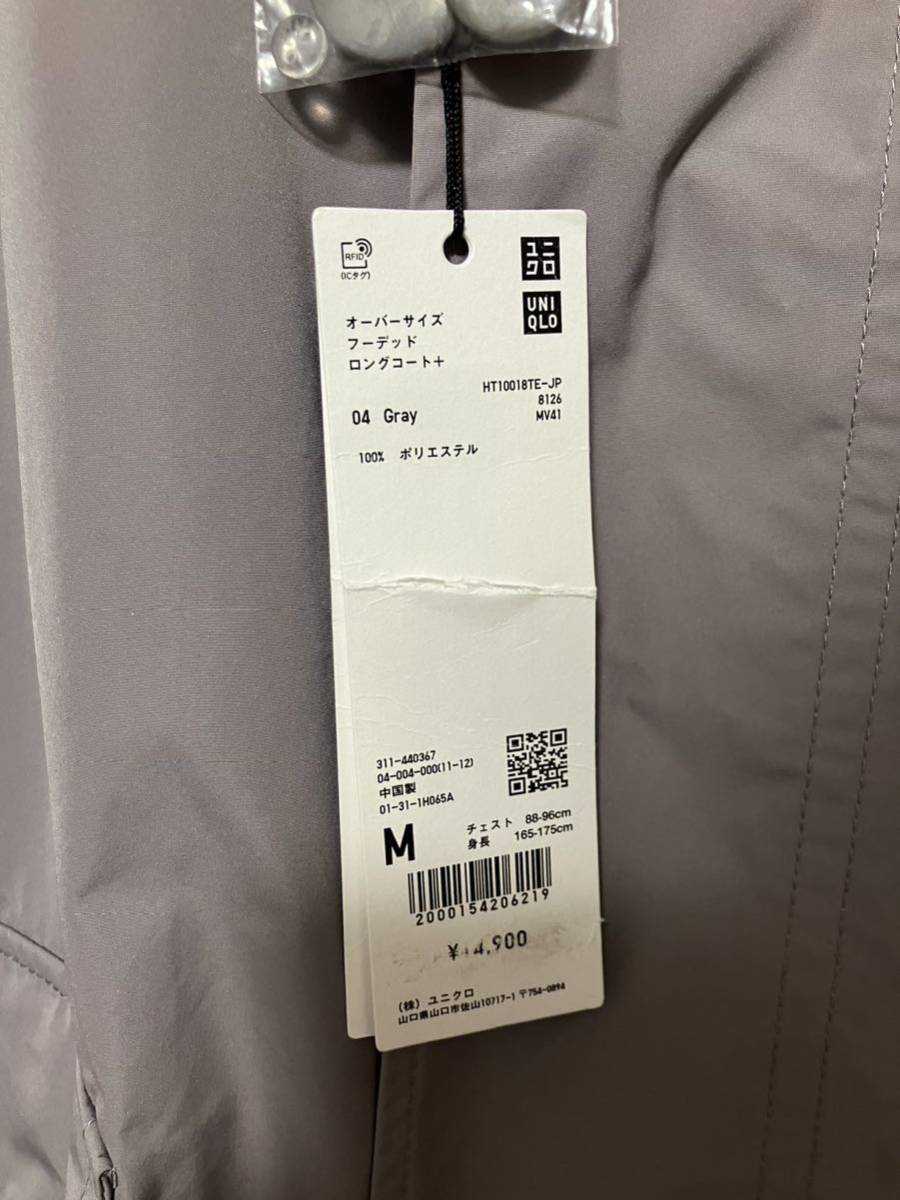 RFID
(ICタグ)
ユニ
クロ
UNI
QLO
オーバーサイズ
フーデッド
ロングコート+
HT10018TE-JP
8126
MV41
04 Gray
100% ポリエステル
311-440367
04-004-000(11-12)
中国製
01-31-1H065A
M
チェスト 88-96cm
身長 165-175cm
2000154206219
¥14,900
(株) ユニクロ
山口県山口市佐山10717-1 〒754-0894